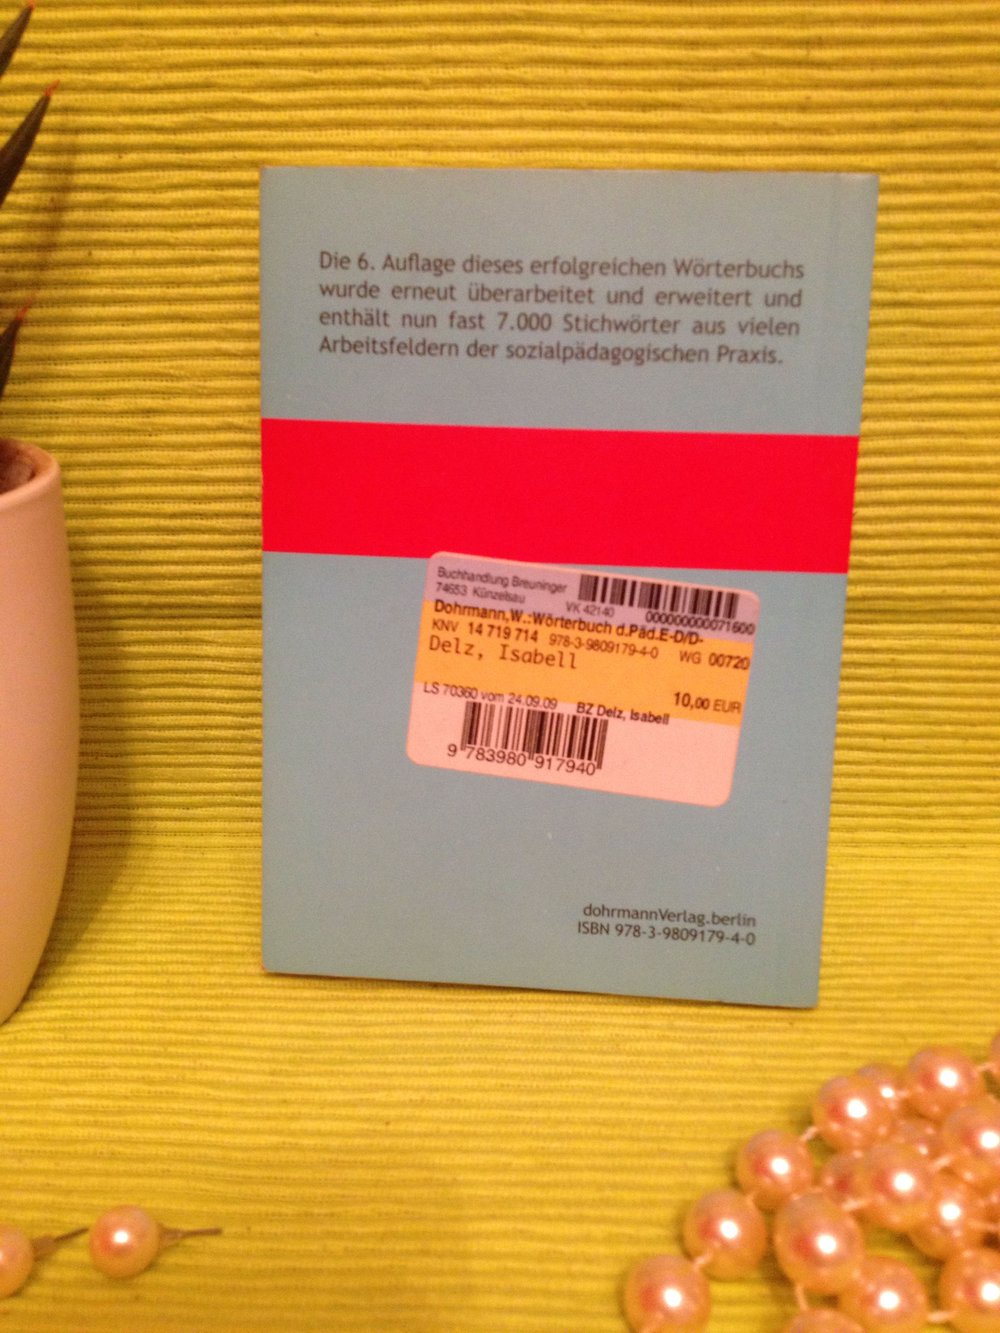 Die 6. Auflage dieses erfolgreichen Wörterbuchs
wurde erneut überarbeitet und erweitert und
enthält nun fast 7.000 Stichwörter aus vielen
Arbeitsfeldern der sozialpädagogischen Praxis.
Buchhandlung Breuninger
74653 Künzelsau VK 42140 000000000071600
Dohrmann,W.:Wörterbuch d.Päd.E-D/D-
KNV 14 719 714 978-3-9809179-4-0 WG 00720
Delz, Isabell
10,00 EUR
LS 70360 vom 24.09.09 BZ Delz, Isabell
9 783980 917940
dohrmannVerlag.berlin
ISBN 978-3-9809179-4-0